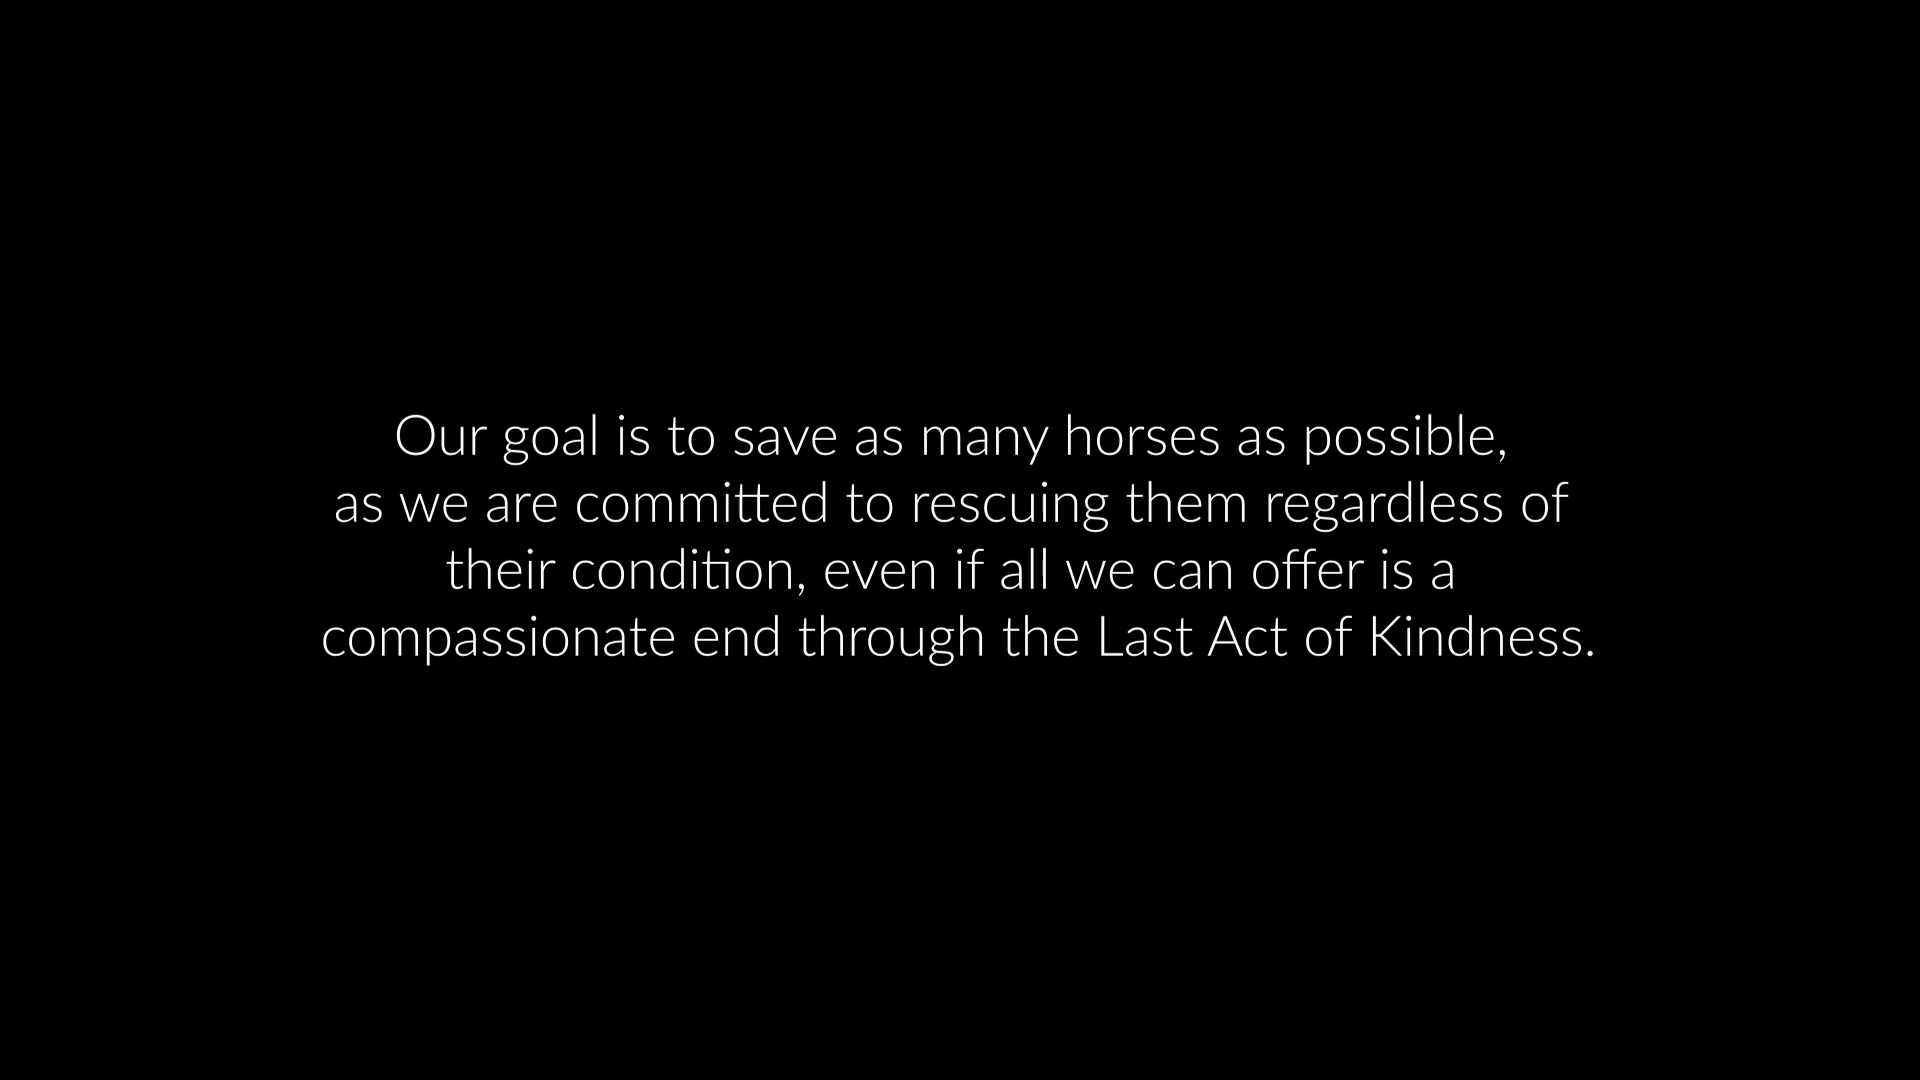 Our goal is to save as many horses as possible,
as we are committed to rescuing them regardless of
their condition, even if all we can offer is a
compassionate end through the Last Act of Kindness.